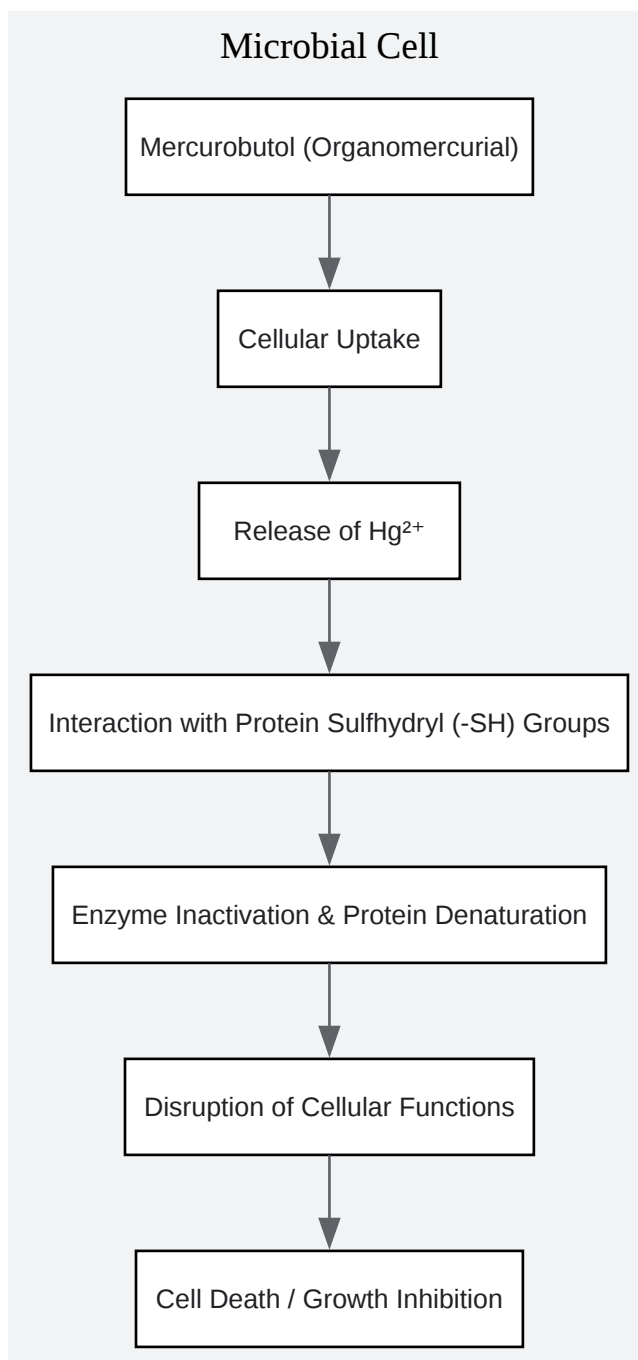 Microbial Cell
Mercurobutol (Organomercurial)
Cellular Uptake
Release of Hg²⁺
Interaction with Protein Sulfhydryl (-SH) Groups
Enzyme Inactivation & Protein Denaturation
Disruption of Cellular Functions
Cell Death / Growth Inhibition